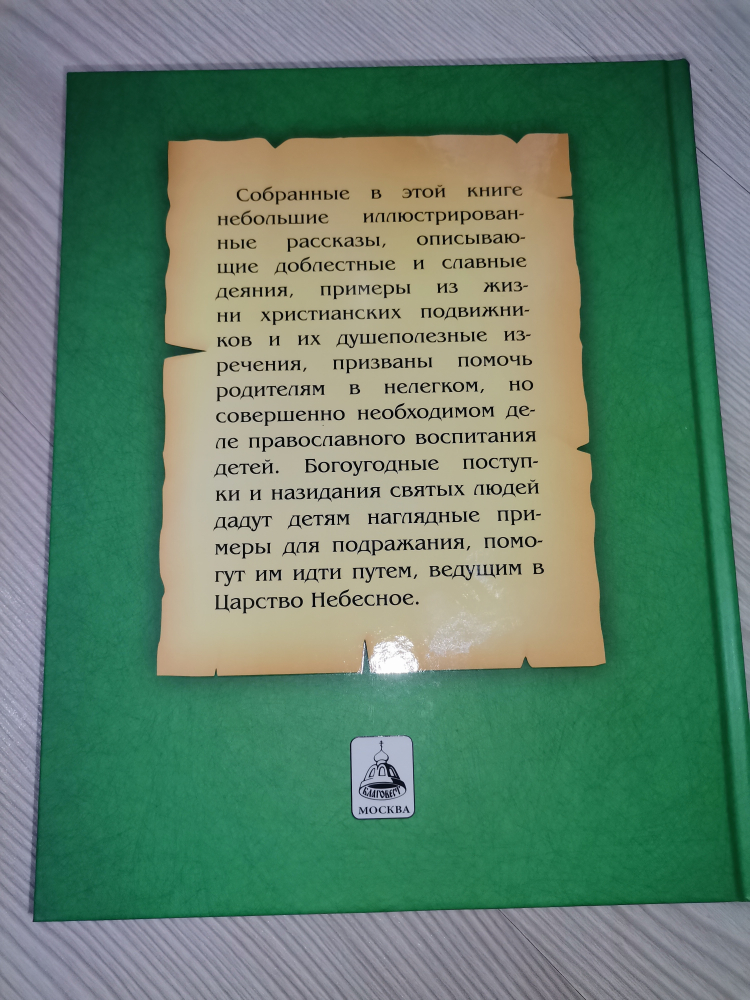 Собранные в этой книге
небольшие иллюстрирован-
ные рассказы, описываю-
щие доблестные и славные
деяния, примеры из жиз-
ни христианских подвижни-
ков и их душеполезные из-
речения, призваны помочь
родителям в нелегком, но
совершенно необходимом де-
ле православного воспитания
детей. Богоугодные поступ-
ки и назидания святых людей
дадут детям наглядные при-
меры для подражания, помо-
гут им идти путем, ведущим в
Царство Небесное.
БЛАГОВЕСТ
МОСКВА